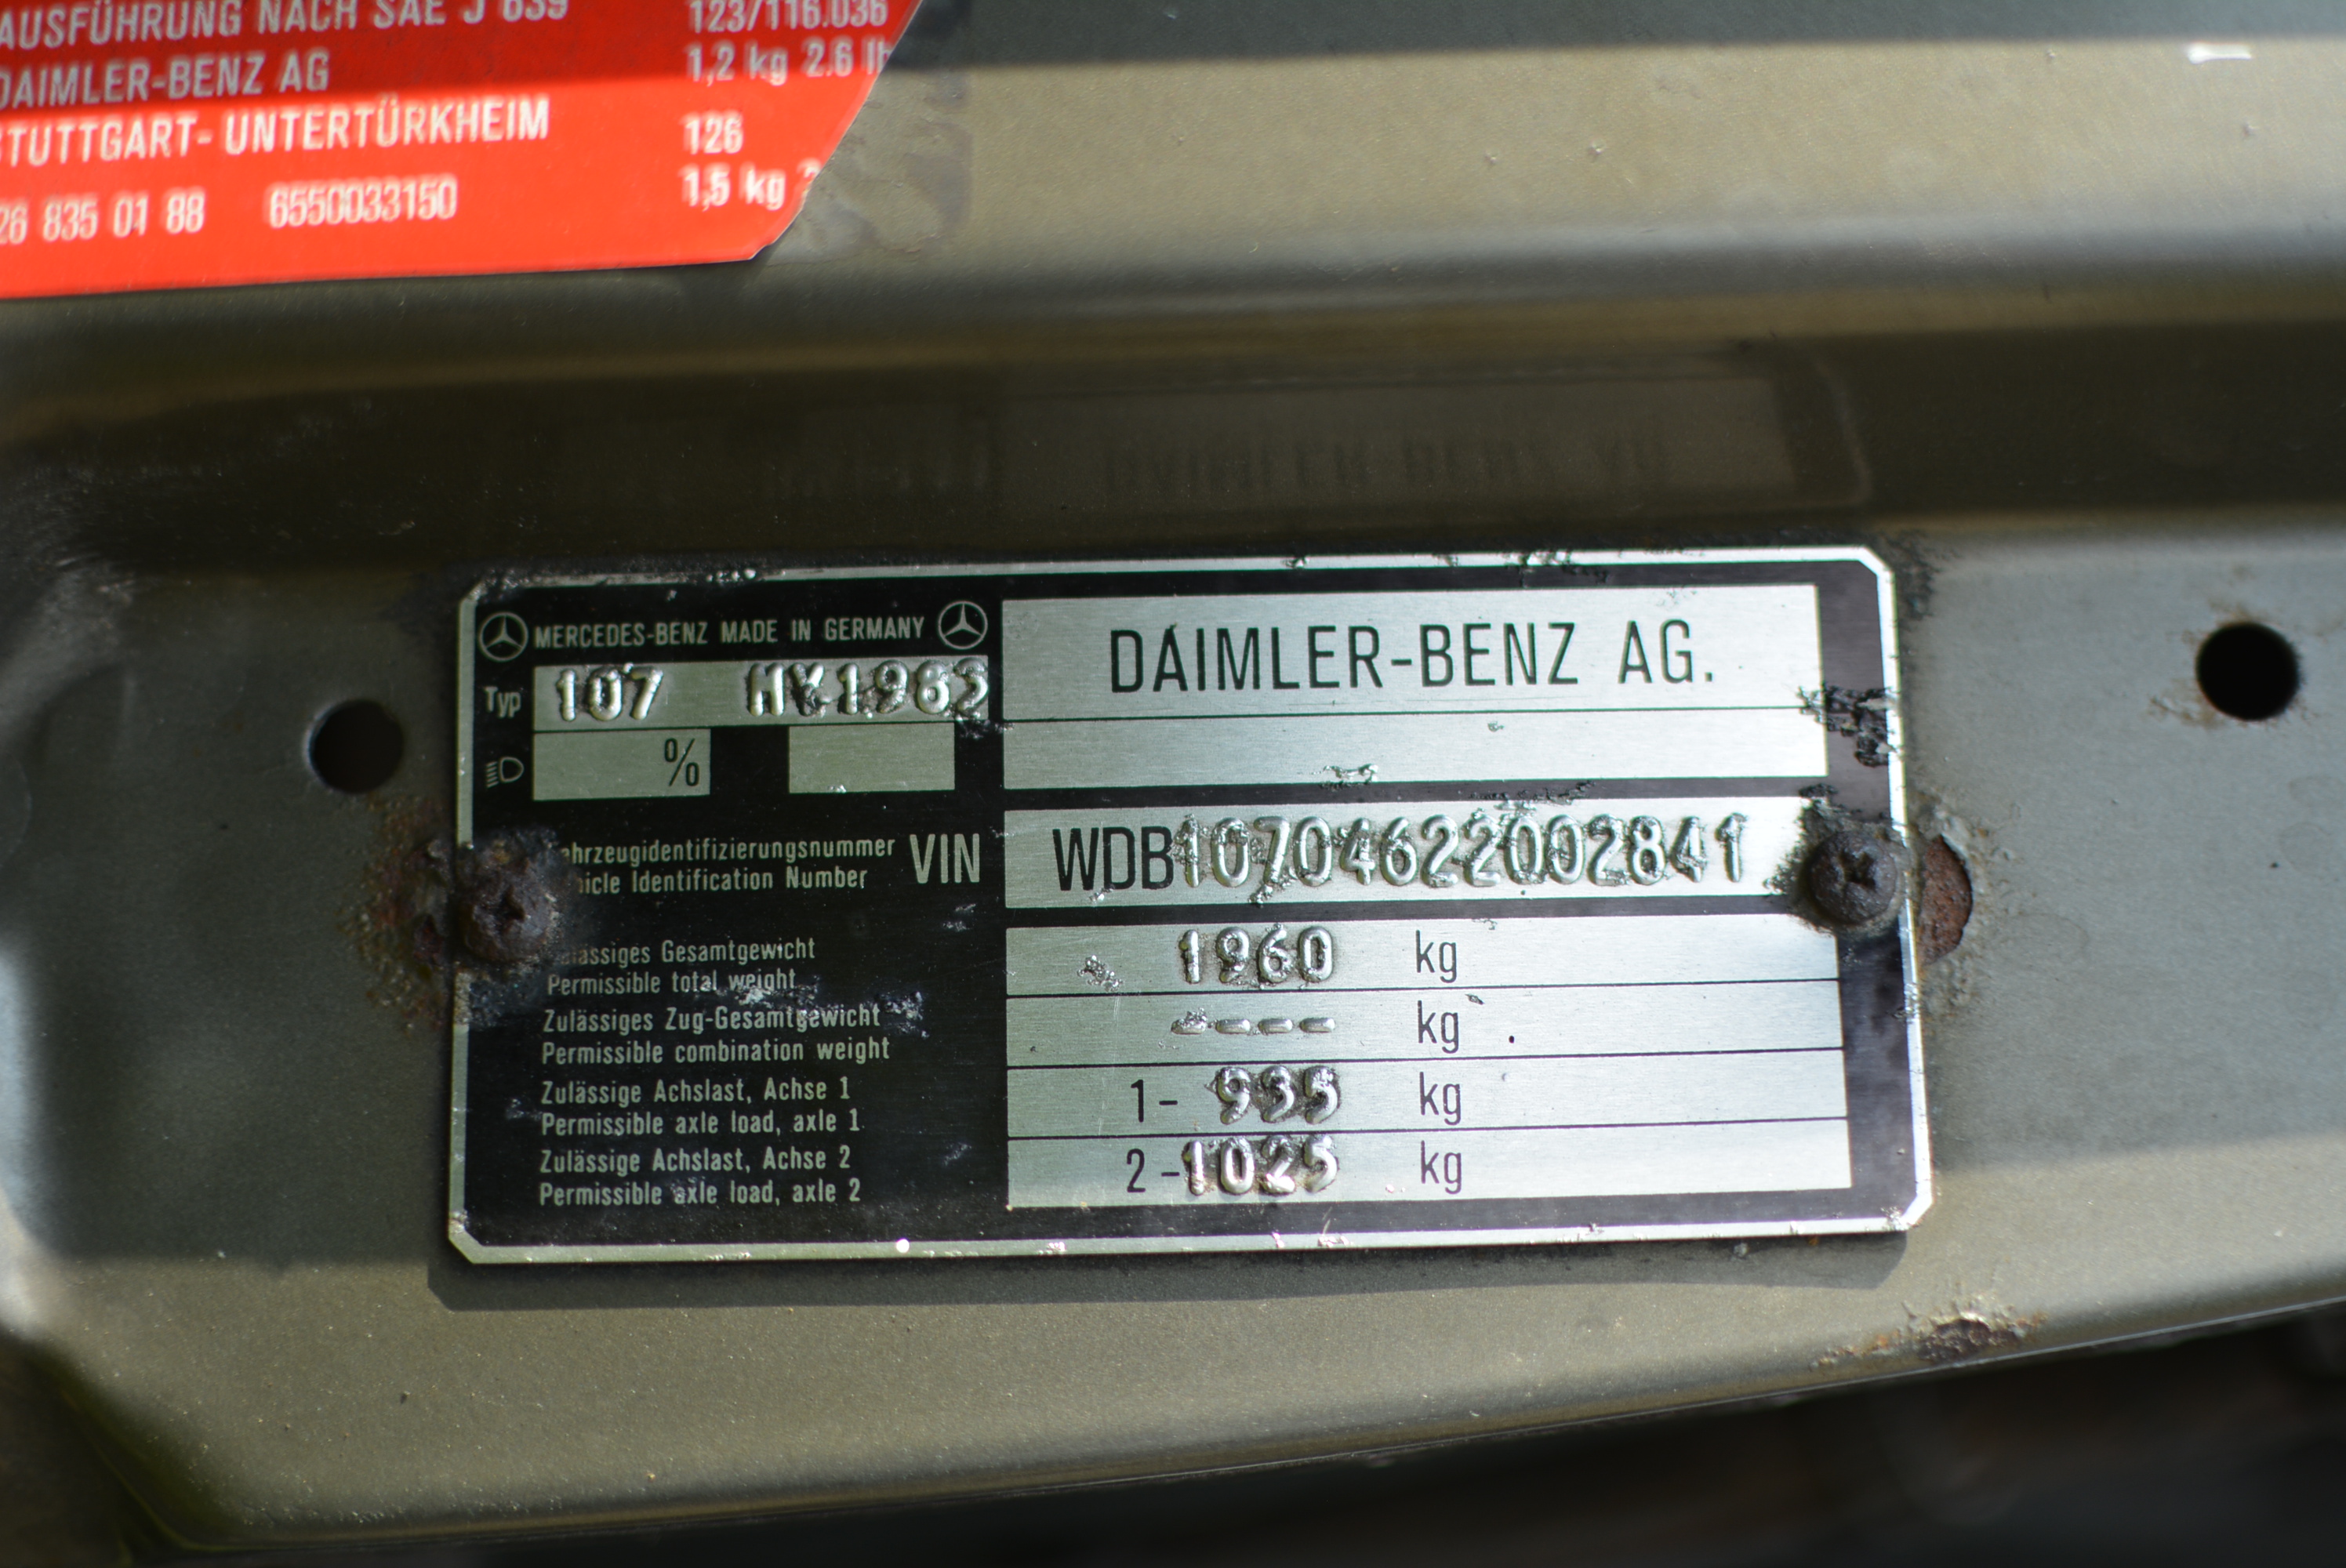 AUSFÜHRUNG NACH SAE J 639
DAIMLER-BENZ AG
STUTTGART-UNTERTÜRKHEIM
26 835 01 88 6550033150
123/116.036
1,2 kg 2.6 lb
126
1,5 kg
MERCEDES-BENZ MADE IN GERMANY
DAIMLER-BENZ AG.
Typ 107
%
Fahrzeugidentifizierungsnummer
Vehicle Identification Number
VIN WDB10704622002841
Zulässiges Gesamtgewicht
Permissible total weight
1960 kg
Zulässiges Zug-Gesamtgewicht
Permissible combination weight
---- kg
Zulässige Achslast, Achse 1
Permissible axle load, axle 1
1- 935 kg
Zulässige Achslast, Achse 2
Permissible axle load, axle 2
2-1025 kg